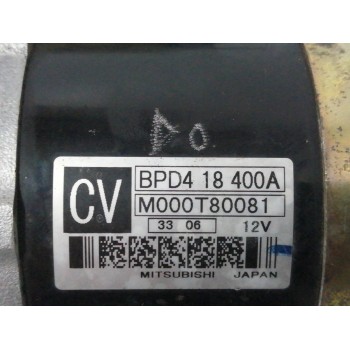 CV
BPD4 18 400A
M000T80081
33 06 12V
MITSUBISHI JAPAN